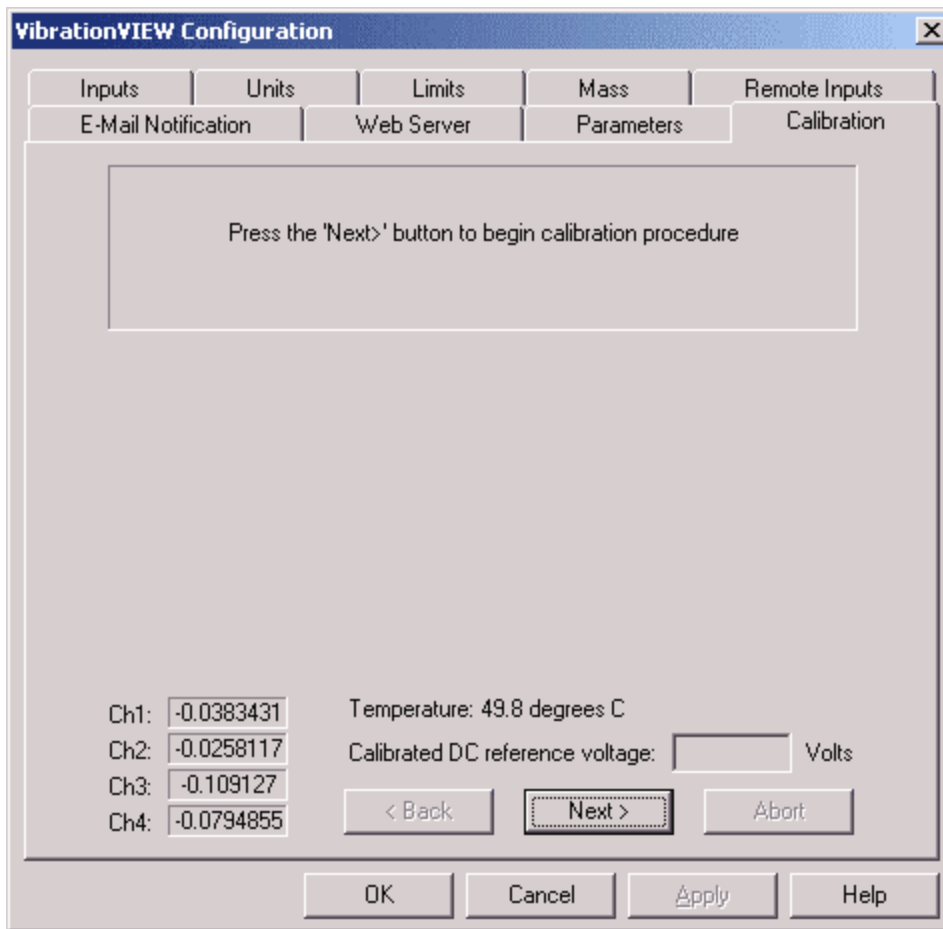 VibrationVIEW Configuration
Inputs Units Limits Mass Remote Inputs
E-Mail Notification Web Server Parameters Calibration
Press the 'Next>' button to begin calibration procedure
Ch1: -0.0383431
Ch2: -0.0258117
Ch3: -0.109127
Ch4: -0.0794855
Temperature: 49.8 degrees C
Calibrated DC reference voltage: Volts
< Back Next > Abort
OK Cancel Apply Help